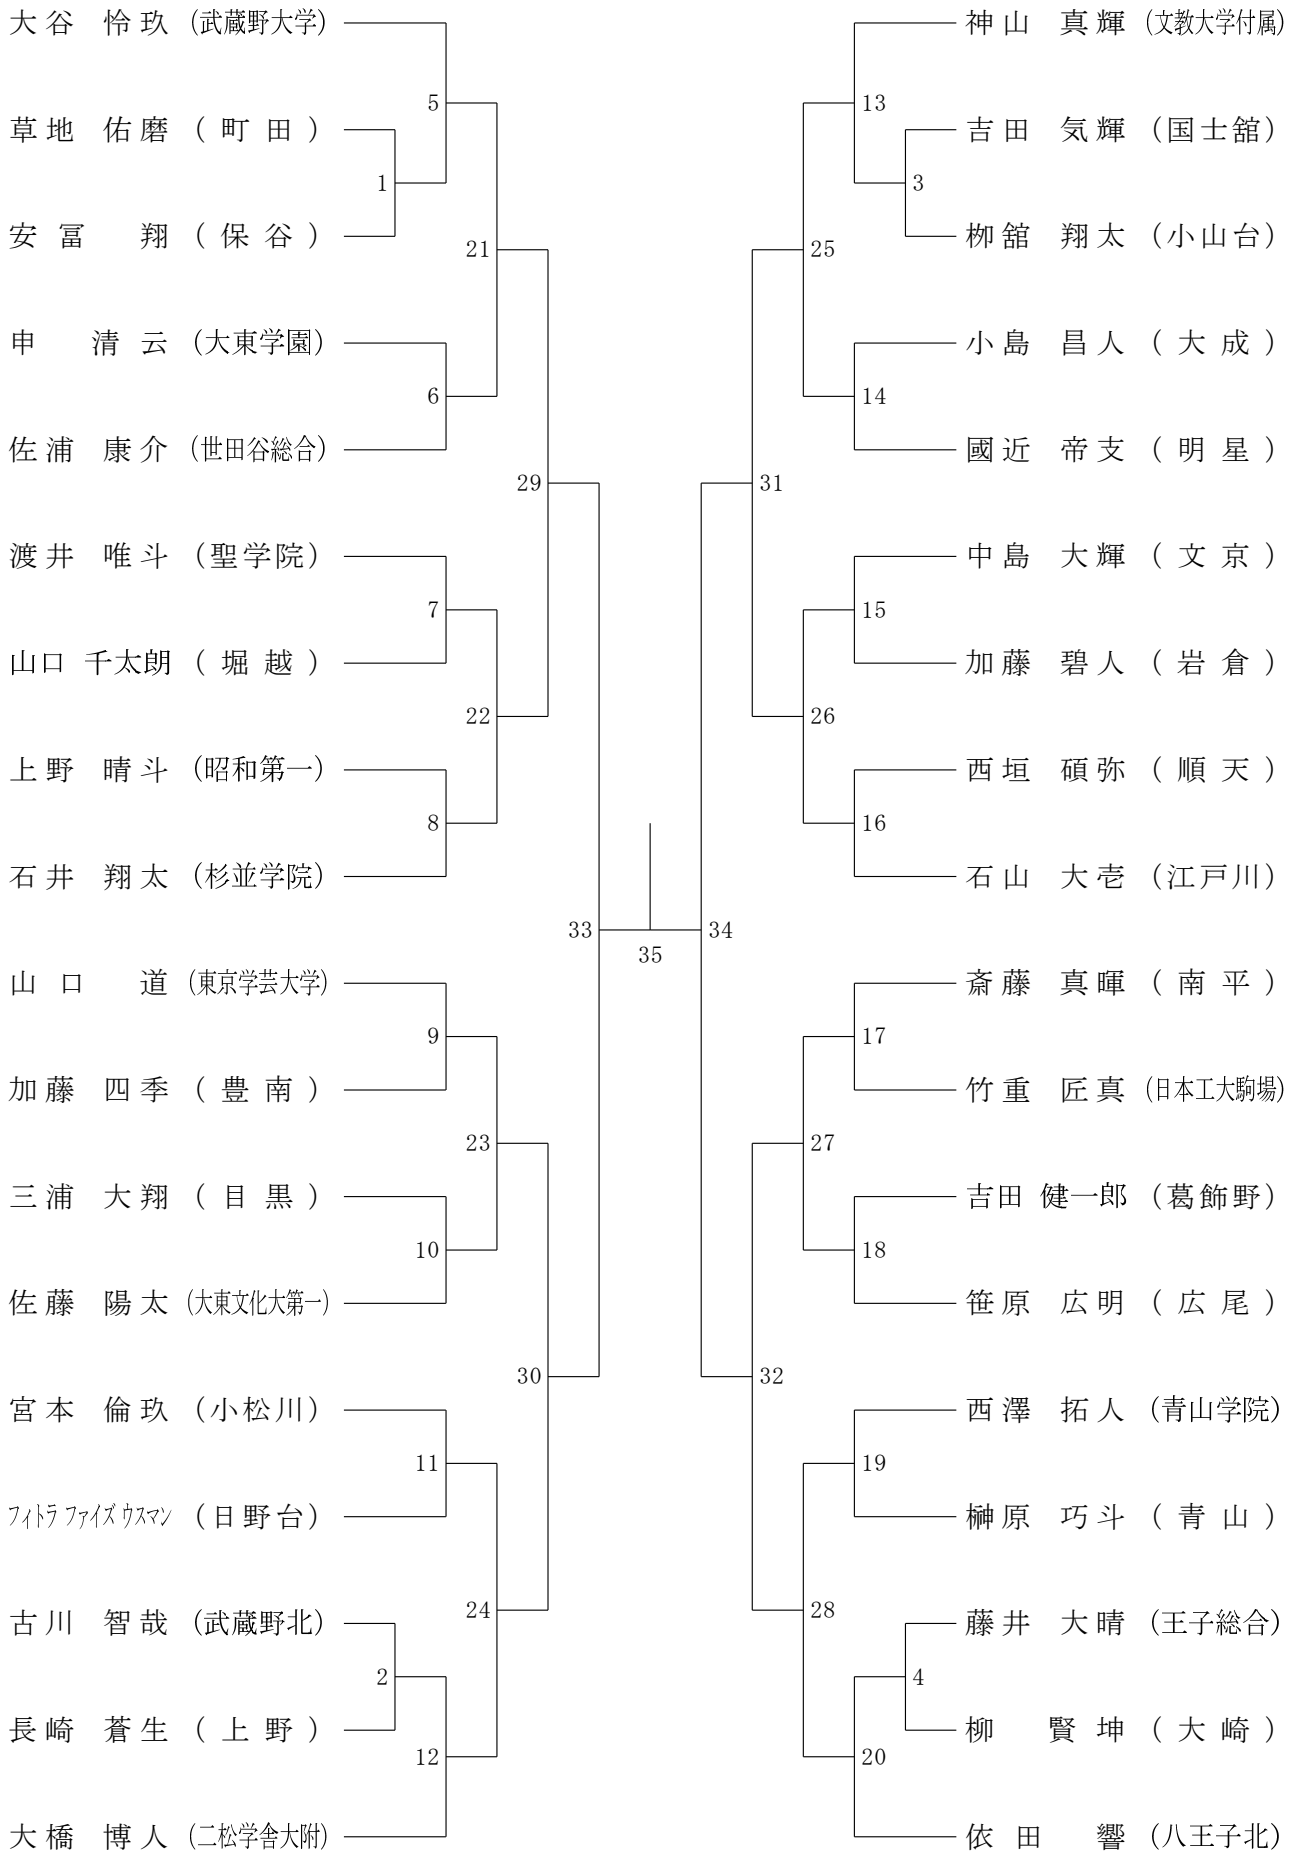 大谷 怜玖 (武蔵野大学)
5
草地 佑磨 (町田)
1
安冨 翔 (保谷)
21
申 清云 (大東学園)
6
佐浦 康介 (世田谷総合)
29
渡井 唯斗 (聖学院)
7
山口 千太朗 (堀越)
22
上野 晴斗 (昭和第一)
8
石井 翔太 (杉並学院)
33
山口 道 (東京学芸大学)
9
加藤 四季 (豊南)
23
三浦 大翔 (目黒)
10
佐藤 陽太 (大東文化大第一)
30
宮本 倫玖 (小松川)
11
フィトラ ファイズ ウスマン (日野台)
24
古川 智哉 (武蔵野北)
2
長崎 蒼生 (上野)
12
大橋 博人 (二松学舎大附)
35
神山 真輝 (文教大学付属)
13
吉田 気輝 (国士舘)
3
栁舘 翔太 (小山台)
25
小島 昌人 (大成)
14
國近 帝支 (明星)
31
中島 大輝 (文京)
15
加藤 碧人 (岩倉)
26
西垣 碩弥 (順天)
16
石山 大壱 (江戸川)
34
斎藤 真暉 (南平)
17
竹重 匠真 (日本工大駒場)
27
吉田 健一郎 (葛飾野)
18
笹原 広明 (広尾)
32
西澤 拓人 (青山学院)
19
榊原 巧斗 (青山)
28
藤井 大晴 (王子総合)
4
柳 賢坤 (大崎)
20
依田 響 (八王子北)